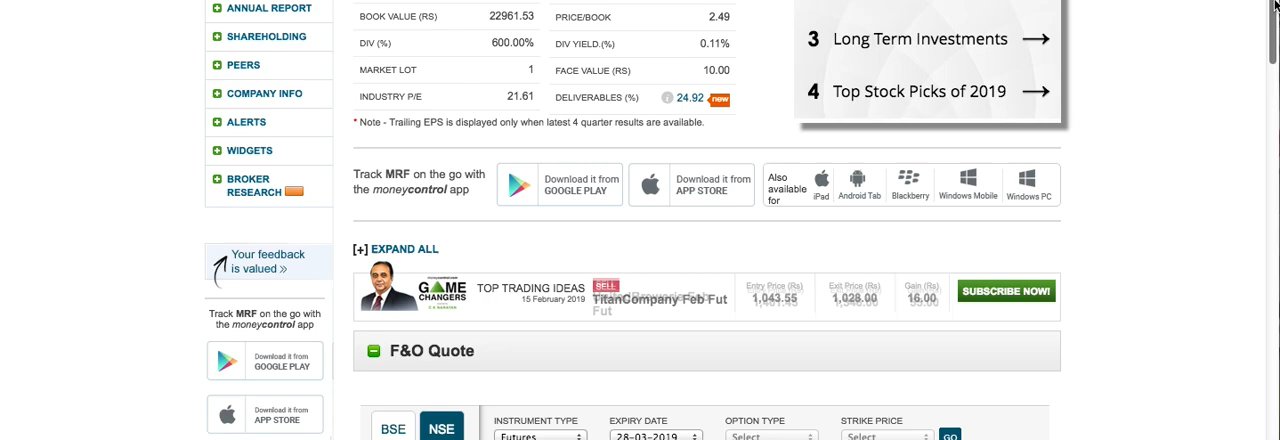 ANNUAL REPORT
SHAREHOLDING
PEERS
COMPANY INFO
ALERTS
WIDGETS
BROKER
RESEARCH
Your feedback
is valued »
Track MRF on the go with
the moneycontrol app
Download it from
GOOGLE PLAY
Download it from
APP STORE
BOOK VALUE (RS) 22961.53 PRICE/BOOK 2.49
DIV (%) 600.00% DIV YIELD.(%) 0.11%
MARKET LOT 1 FACE VALUE (RS) 10.00
INDUSTRY P/E 21.61 DELIVERABLES (%) i 24.92 new
* Note - Trailing EPS is displayed only when latest 4 quarter results are available.
3 Long Term Investments
4 Top Stock Picks of 2019
Track MRF on the go with
the moneycontrol app
Download it from
GOOGLE PLAY
Download it from
APP STORE
Also
available
for
iPad Android Tab Blackberry Windows Mobile Windows PC
[+] EXPAND ALL
moneycontrol.com
GAME
CHANGERS
TOP TRADING IDEAS
15 February 2019
SELL
TitanCompany Feb Fut
Entry Price (Rs)
1,043.55
Exit Price (Rs)
1,028.00
Gain (Rs)
16.00
SUBSCRIBE NOW!
F&O Quote
BSE NSE
INSTRUMENT TYPE EXPIRY DATE OPTION TYPE STRIKE PRICE
Futures 28-03-2019 Select Select GO